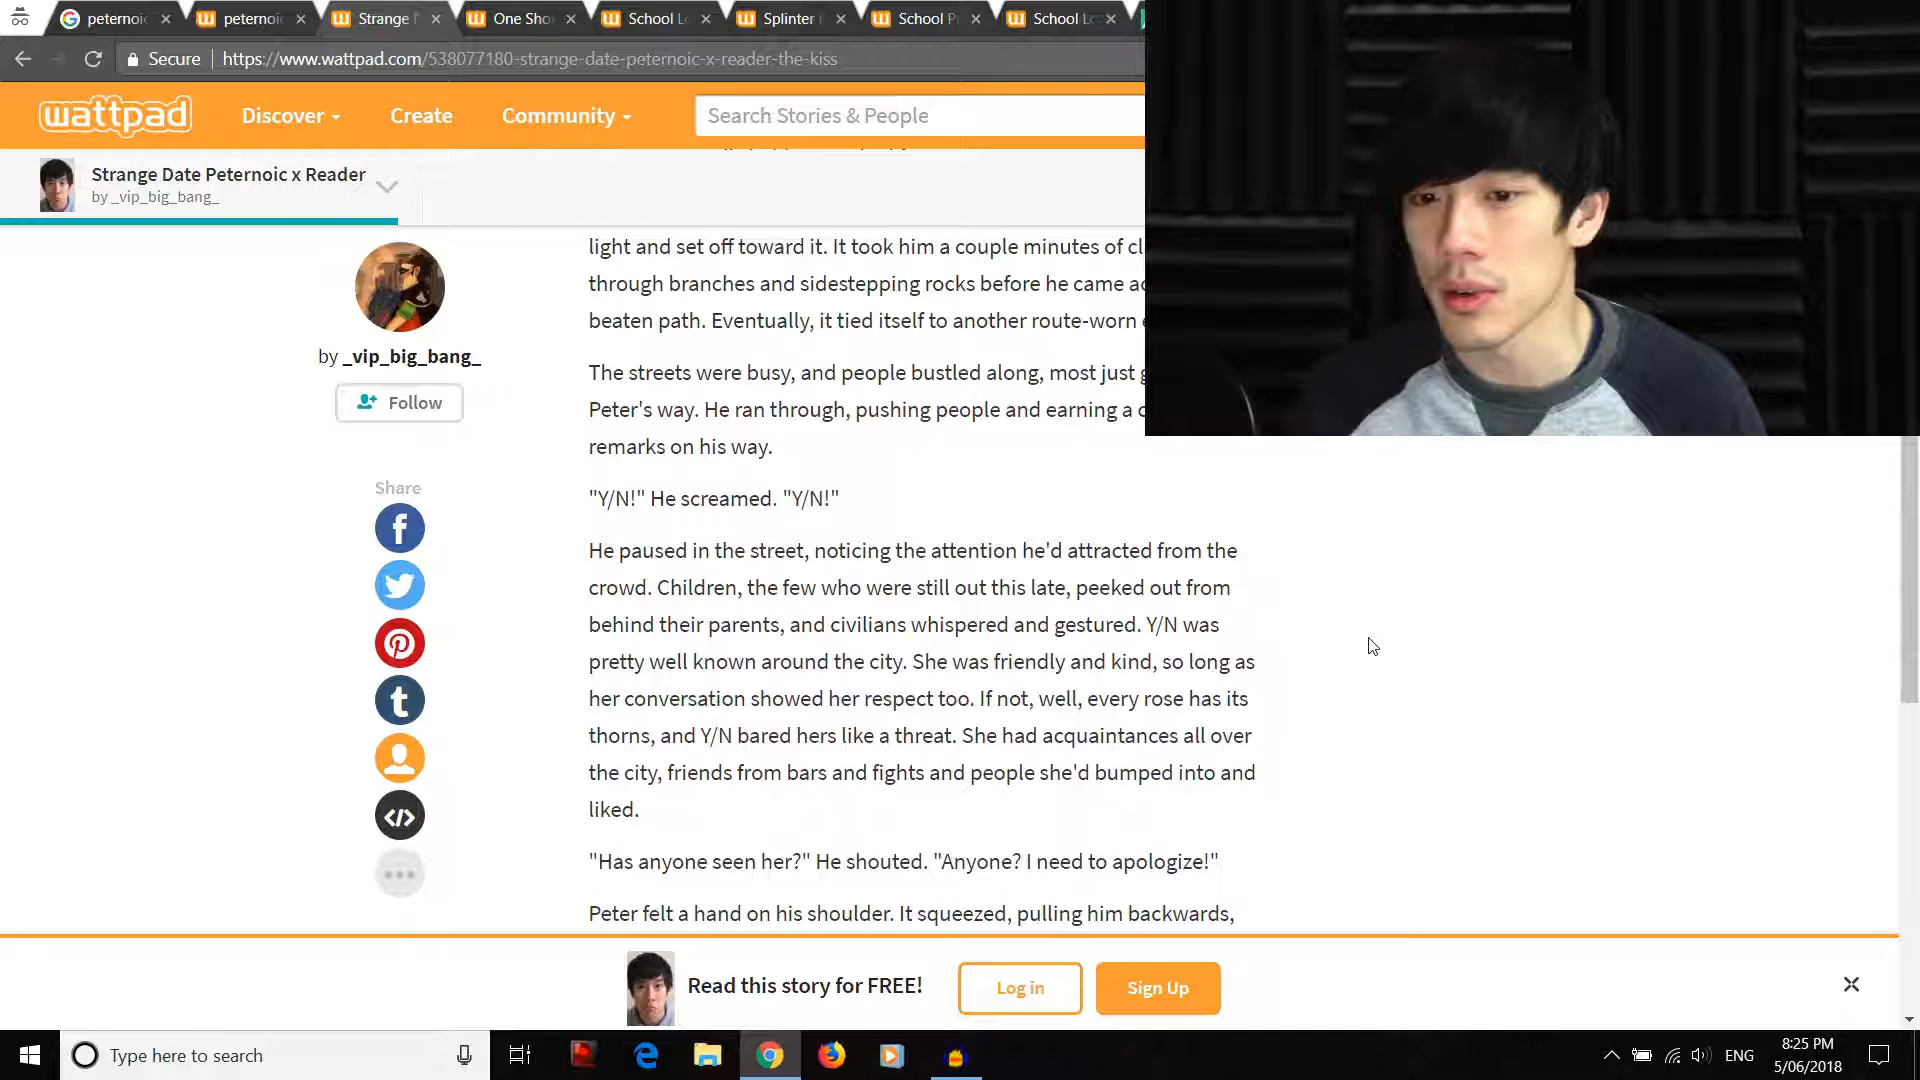 peternoic
peternoic
Strange
One Sho
School L
Splinter
School P
School Lo
Secure
https://www.wattpad.com/538077180-strange-date-peternoic-x-reader-the-kiss
wattpad
Discover
Create
Community
Search Stories & People
Strange Date Peternoic x Reader
by _vip_big_bang_
light and set off toward it. It took him a couple minutes of cl
through branches and sidestepping rocks before he came ac
beaten path. Eventually, it tied itself to another route-worn
The streets were busy, and people bustled along, most just g
Peter's way. He ran through, pushing people and earning a c
remarks on his way.
"Y/N!" He screamed. "Y/N!"
He paused in the street, noticing the attention he'd attracted from the
crowd. Children, the few who were still out this late, peeked out from
behind their parents, and civilians whispered and gestured. Y/N was
pretty well known around the city. She was friendly and kind, so long as
her conversation showed her respect too. If not, well, every rose has its
thorns, and Y/N bared hers like a threat. She had acquaintances all over
the city, friends from bars and fights and people she'd bumped into and
liked.
"Has anyone seen her?" He shouted. "Anyone? I need to apologize!"
Peter felt a hand on his shoulder. It squeezed, pulling him backwards,
by _vip_big_bang_
Follow
Share
Read this story for FREE!
Log in
Sign Up
Type here to search
ENG
8:25 PM
5/06/2018